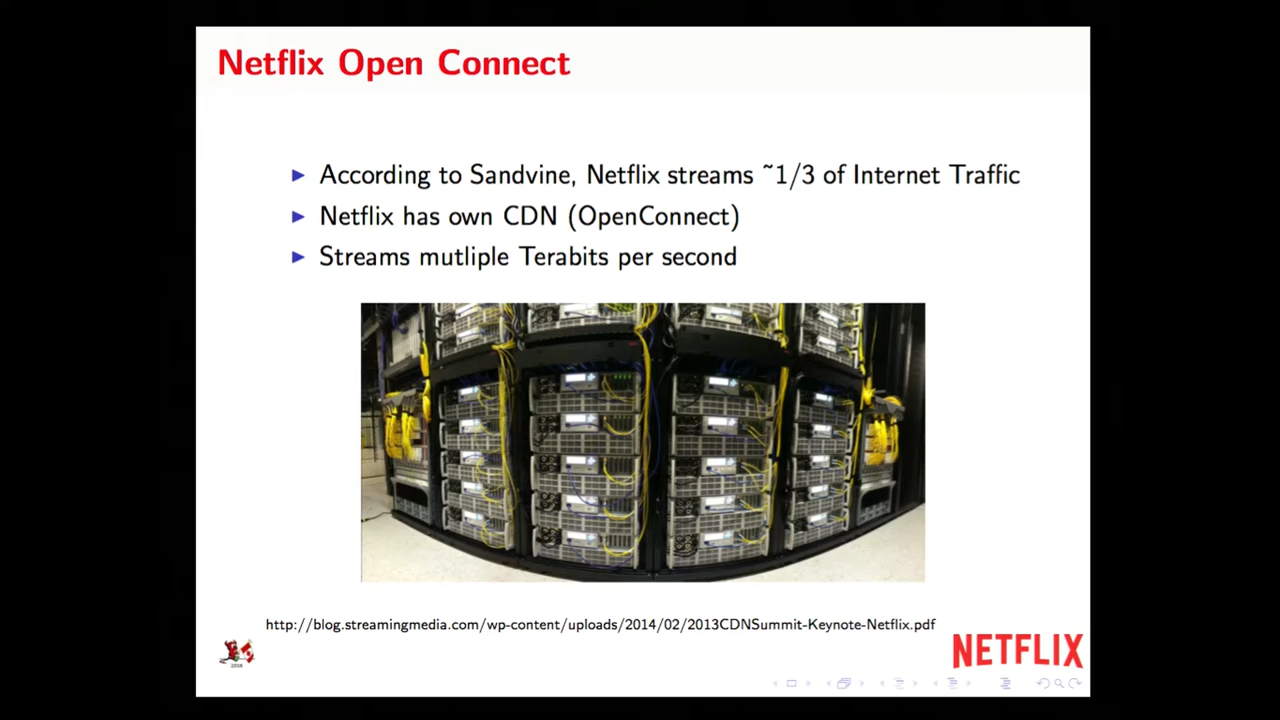 Netflix Open Connect
According to Sandvine, Netflix streams ~1/3 of Internet Traffic
Netflix has own CDN (OpenConnect)
Streams mutliple Terabits per second
http://blog.streamingmedia.com/wp-content/uploads/2014/02/2013CDNSummit-Keynote-Netflix.pdf
2016
NETFLIX